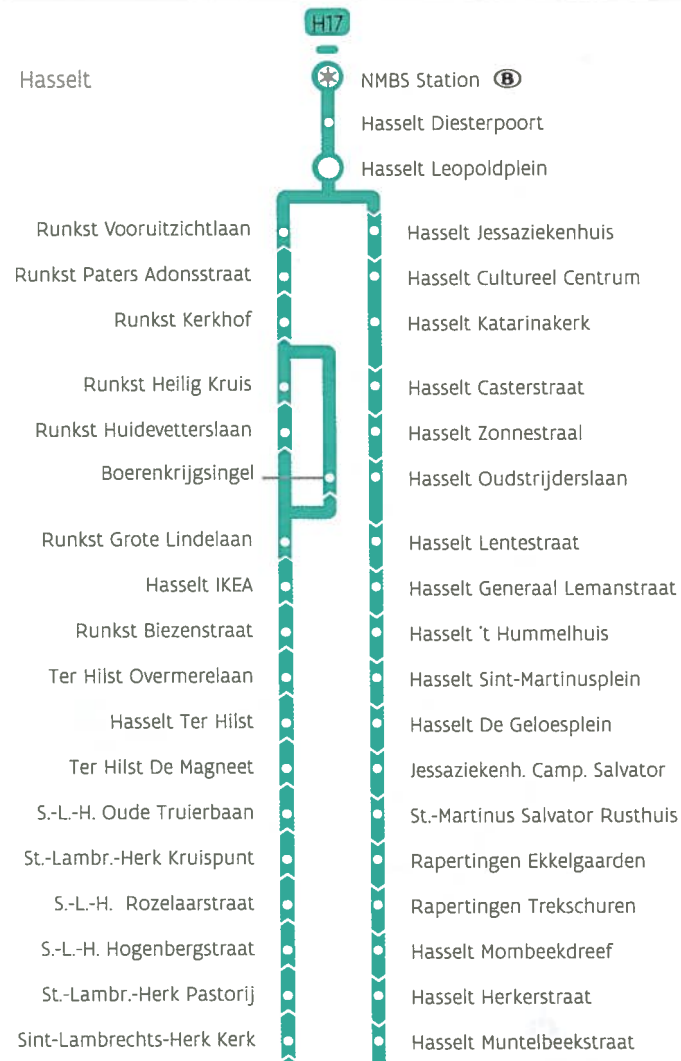 H17
Hasselt
NMBS Station B
Hasselt Diesterpoort
Hasselt Leopoldplein
Runkst Vooruitzichtlaan
Runkst Paters Adonsstraat
Runkst Kerkhof
Runkst Heilig Kruis
Runkst Huidevetterslaan
Boerenkrijgsingel
Runkst Grote Lindelaan
Hasselt IKEA
Runkst Biezenstraat
Ter Hilst Overmerelaan
Hasselt Ter Hilst
Ter Hilst De Magneet
S.-L.-H. Oude Truierbaan
St.-Lambr.-Herk Kruispunt
S.-L.-H. Rozelaarstraat
S.-L.-H. Hogenbergstraat
St.-Lambr.-Herk Pastorij
Sint-Lambrechts-Herk Kerk
Hasselt Jessaziekenhuis
Hasselt Cultureel Centrum
Hasselt Katarinakerk
Hasselt Casterstraat
Hasselt Zonnestraal
Hasselt Oudstrijderslaan
Hasselt Lentestraat
Hasselt Generaal Lemanstraat
Hasselt 't Hummelhuis
Hasselt Sint-Martinusplein
Hasselt De Geloesplein
Jessaziekenh. Camp. Salvator
St.-Martinus Salvator Rusthuis
Rapertingen Ekkelgaarden
Rapertingen Trekschuren
Hasselt Mombeekdreef
Hasselt Herkerstraat
Hasselt Muntelbeekstraat